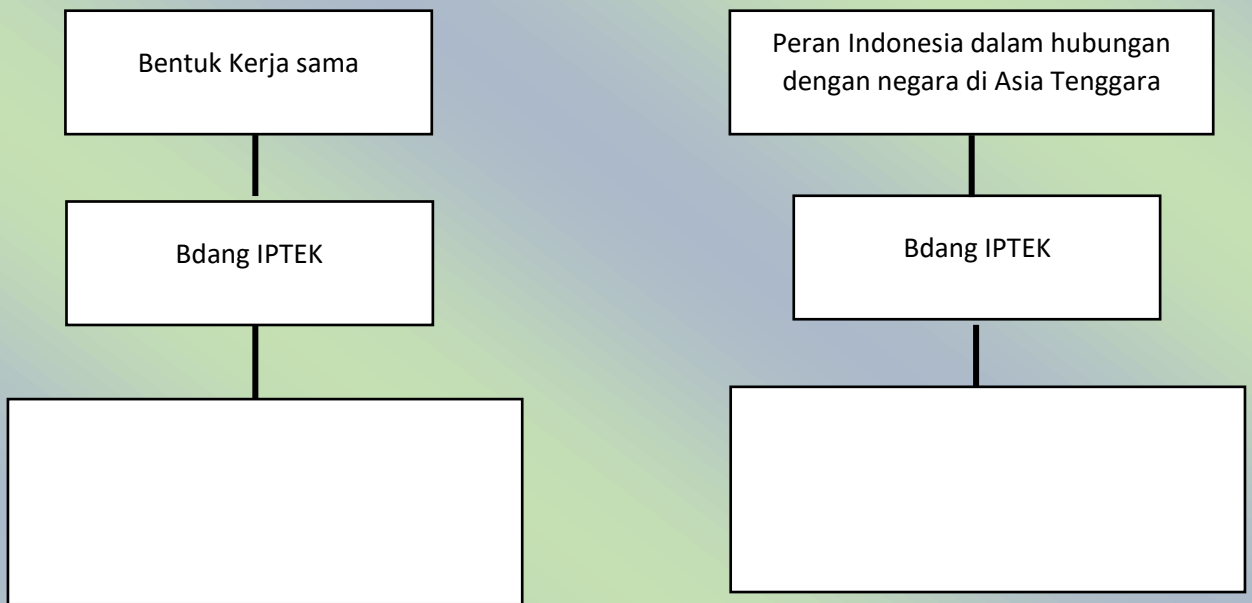 Bentuk Kerja sama
Bdang IPTEK
Peran Indonesia dalam hubungan
dengan negara di Asia Tenggara
Bdang IPTEK